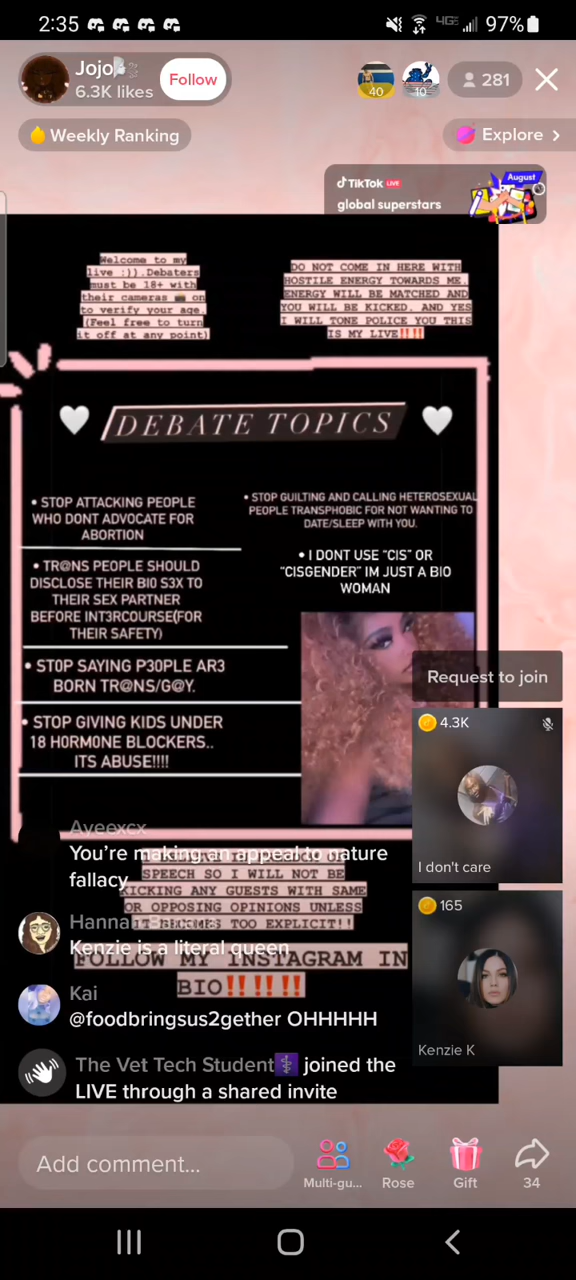 2:35
4G
97%
Jojo
6.3K likes
Follow
40
10
281
Weekly Ranking
Explore >
TikTok LIVE
global superstars
August
Welcome to my
live :)).Debaters
must be 18+ with
their cameras 📷 on
to verify your age.
(Feel free to turn
it off at any point)
DO NOT COME IN HERE WITH
HOSTILE ENERGY TOWARDS ME.
ENERGY WILL BE MATCHED AND
YOU WILL BE KICKED. AND YES
I WILL TONE POLICE YOU THIS
IS MY LIVE‼️‼️
🤍 DEBATE TOPICS 🤍
• STOP ATTACKING PEOPLE
WHO DONT ADVOCATE FOR
ABORTION
• TR@NS PEOPLE SHOULD
DISCLOSE THEIR BI0 S3X TO
THEIR SEX PARTNER
BEFORE INT3RCOURSE(FOR
THEIR SAFETY)
• ST0P SAYING P30PLE AR3
BORN TR@NS/G@Y.
• STOP GIVING KIDS UNDER
18 H0RM0NE BLOCKERS..
ITS ABUSE!!!!
• STOP GUILTING AND CALLING HETEROSEXUAL
PEOPLE TRANSPHOBIC FOR NOT WANTING TO
DATE/SLEEP WITH YOU.
• I DONT USE “CIS” OR
“CISGENDER” IM JUST A BIO
WOMAN
Request to join
4.3K
I don't care
165
Kenzie K
SPEECH SO I WILL NOT BE
KICKING ANY GUESTS WITH SAME
OR OPPOSING OPINIONS UNLESS
IT BECOMES TOO EXPLICIT!!
FOLLOW MY INSTAGRAM IN
BIO‼️‼️‼️
Ayeexcx
You’re making an appeal to nature
fallacy
Hanna
Kenzie is a literal queen
Kai
@foodbringsus2gether OHHHHH
The Vet Tech Student joined the
LIVE through a shared invite
Add comment...
Multi-gu...
Rose
Gift
34